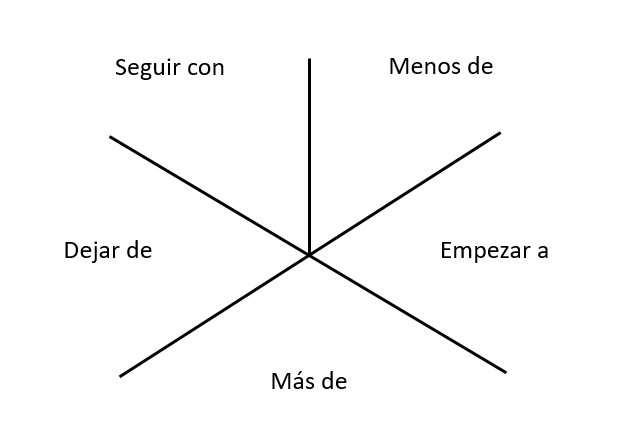 Seguir con
Menos de
Dejar de
Empezar a
Más de